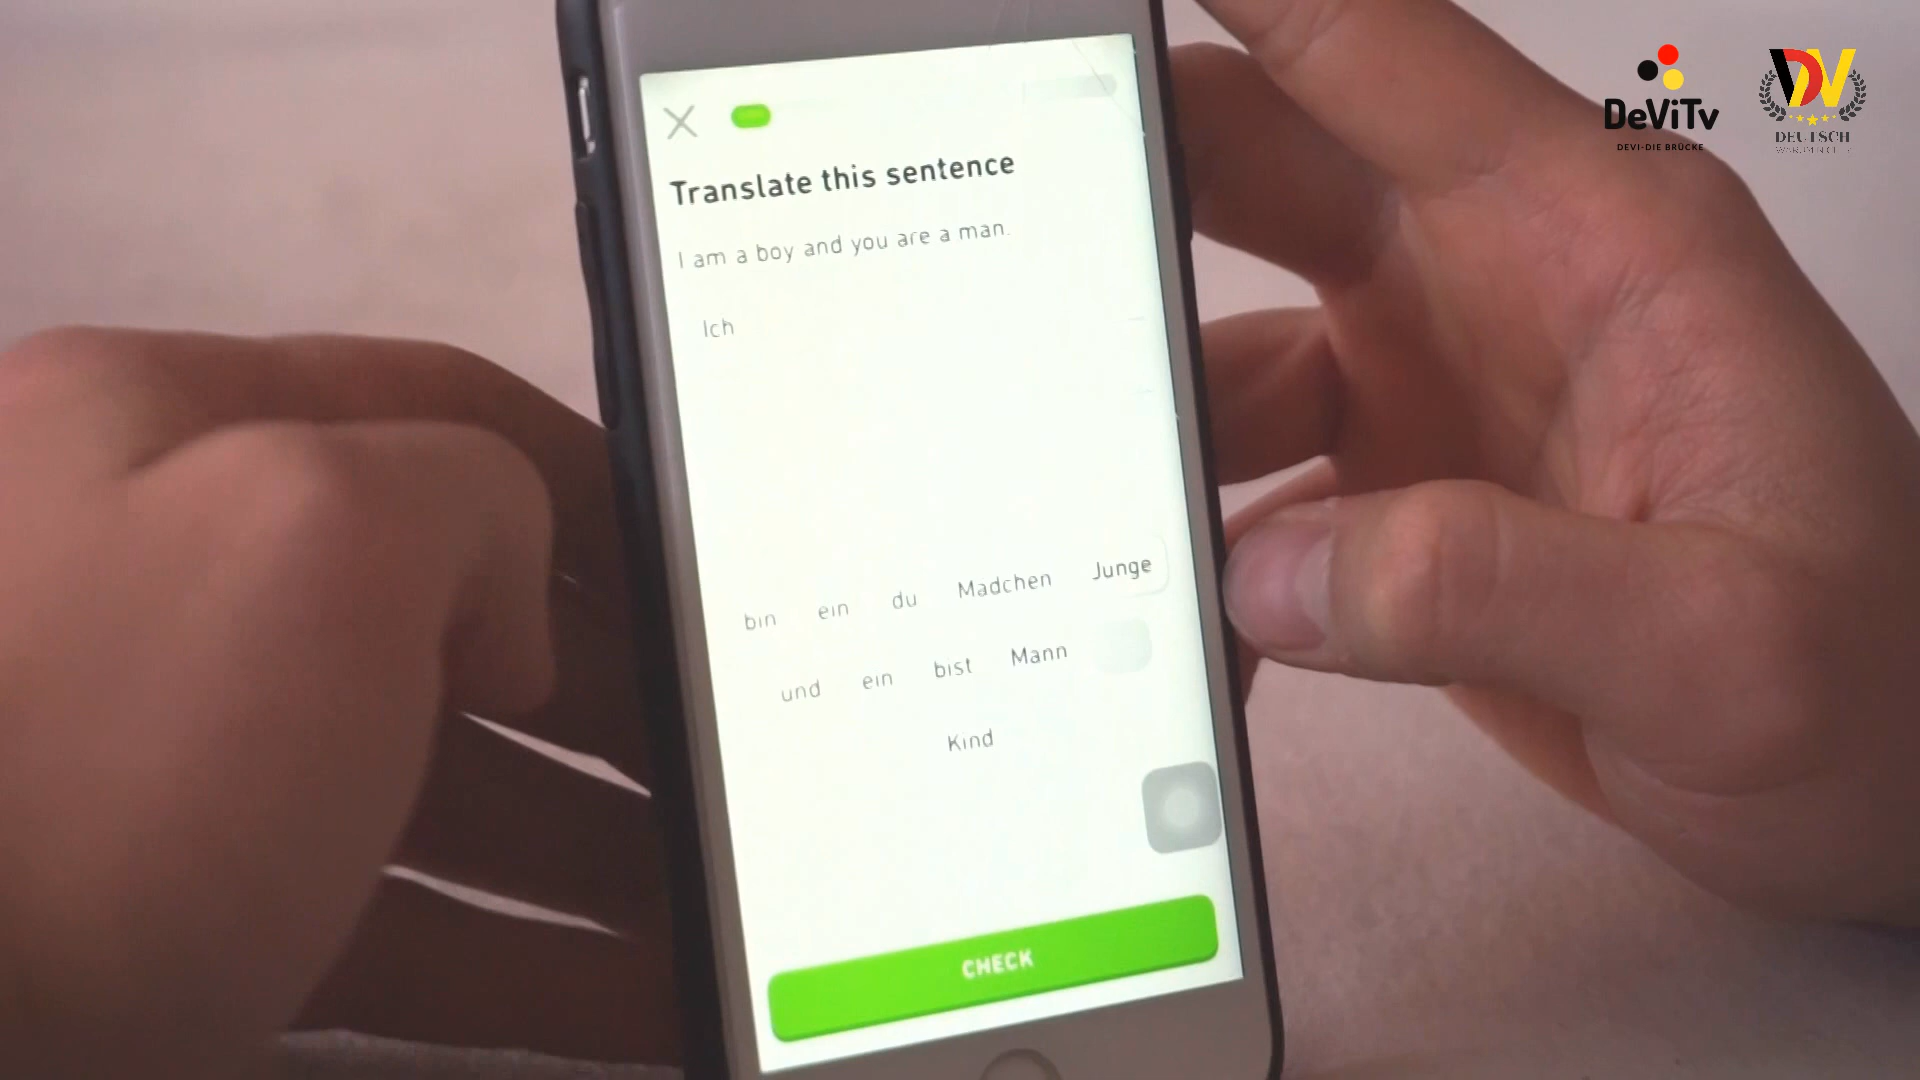 DeViTv
DEVI-DIE BRÜCKE
DEUTSCH
Translate this sentence
I am a boy and you are a man.
Ich
bin ein du Mädchen Junge
und ein bist Mann
Kind
CHECK